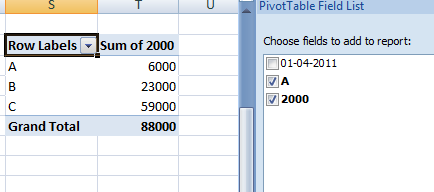 S T U
PivotTable Field List
Row Labels Sum of 2000
A 6000
B 23000
C 59000
Grand Total 88000
Choose fields to add to report:
01-04-2011
A
2000